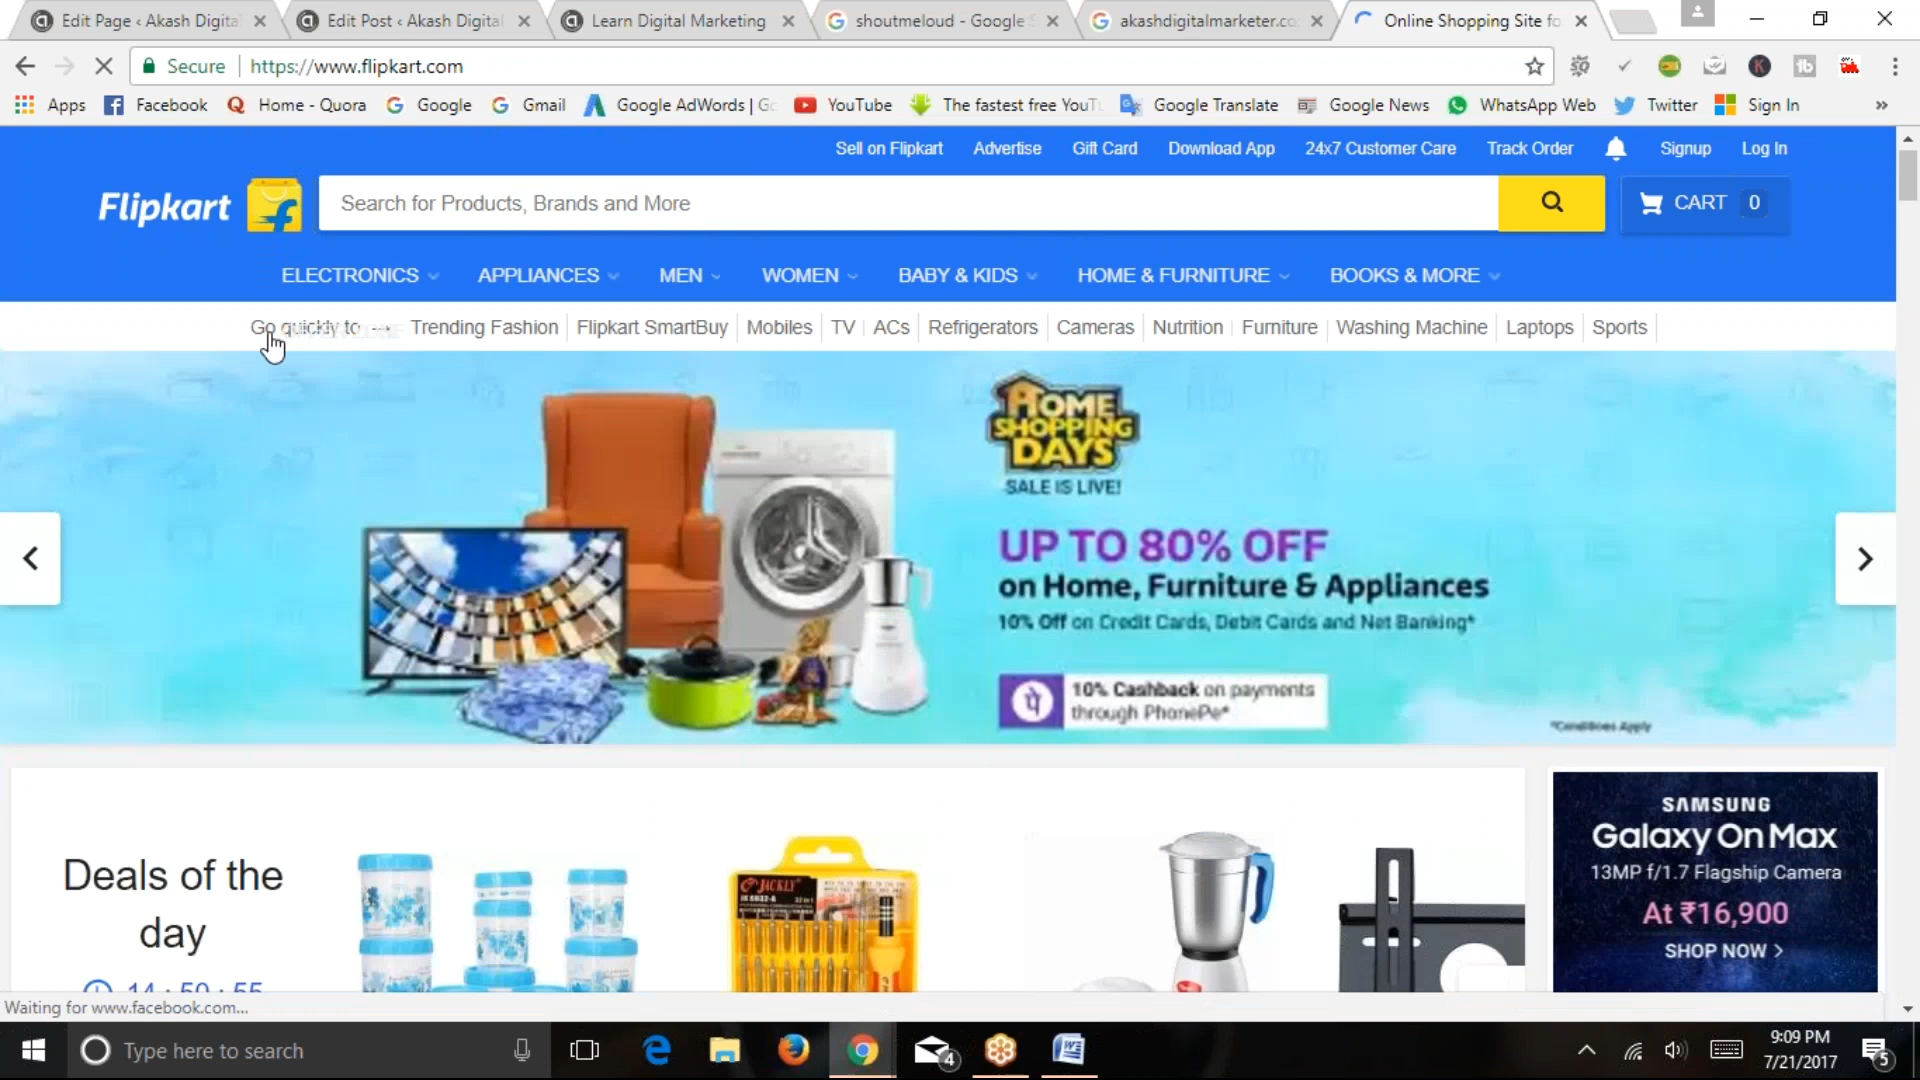 Edit Page ‹ Akash Digita
Edit Post ‹ Akash Digital
Learn Digital Marketing
shoutmeloud - Google S
akashdigitalmarketer.co
Online Shopping Site fo
Secure | https://www.flipkart.com
Apps Facebook Home - Quora Google Gmail Google AdWords | Go YouTube The fastest free YouTu Google Translate Google News WhatsApp Web Twitter Sign In »
Sell on Flipkart Advertise Gift Card Download App 24x7 Customer Care Track Order Signup Log In
Flipkart Search for Products, Brands and More CART 0
ELECTRONICS APPLIANCES MEN WOMEN BABY & KIDS HOME & FURNITURE BOOKS & MORE
Go quickly to → Trending Fashion Flipkart SmartBuy Mobiles TV ACs Refrigerators Cameras Nutrition Furniture Washing Machine Laptops Sports
HOME
SHOPPING
DAYS
SALE IS LIVE!
UP TO 80% OFF
on Home, Furniture & Appliances
10% Off on Credit Cards, Debit Cards and Net Banking*
10% Cashback on payments
through PhonePe*
*Conditions Apply
Deals of the
day
14 : 50 : 55
JACKLY
SAMSUNG
Galaxy On Max
13MP f/1.7 Flagship Camera
At ₹16,900
SHOP NOW >
Waiting for www.facebook.com...
Type here to search
4
9:09 PM
7/21/2017
5